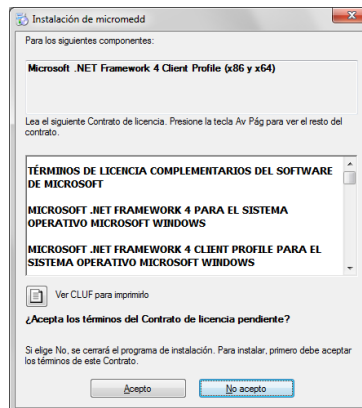 Instalación de micromedd
Para los siguientes componentes:
Microsoft .NET Framework 4 Client Profile (x86 y x64)
Lea el siguiente Contrato de licencia. Presione la tecla Av Pág para ver el resto del
contrato.
TÉRMINOS DE LICENCIA COMPLEMENTARIOS DEL SOFTWARE
DE MICROSOFT
MICROSOFT .NET FRAMEWORK 4 PARA EL SISTEMA
OPERATIVO MICROSOFT WINDOWS
MICROSOFT .NET FRAMEWORK 4 CLIENT PROFILE PARA EL
SISTEMA OPERATIVO MICROSOFT WINDOWS
Ver CLUF para imprimirlo
¿Acepta los términos del Contrato de licencia pendiente?
Si elige No, se cerrará el programa de instalación. Para instalar, primero debe aceptar
los términos de este Contrato.
Acepto
No acepto